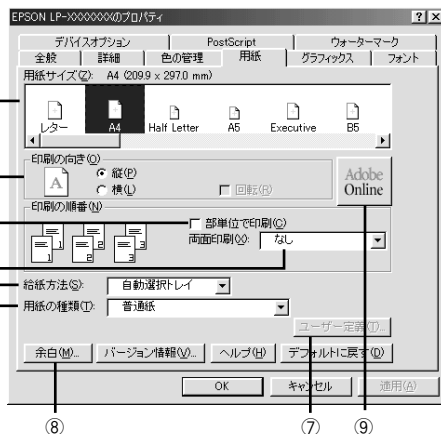 EPSON LP-XXXXXXXのプロパティ
デバイスオプション PostScript ウォーターマーク
全般 詳細 色の管理 用紙 グラフィックス フォント
用紙サイズ(Z): A4 (209.9 x 297.0 mm)
レター A4 Half Letter A5 Executive B5
印刷の向き(O)
A
縦(P)
横(L)
回転(R)
Adobe
Online
印刷の順番(N)
部単位で印刷(C)
1 1 2 2 3 3
両面印刷(X): なし
給紙方法(S): 自動選択トレイ
用紙の種類(T): 普通紙
ユーザー定義(T)...
余白(M)... バージョン情報(V)... ヘルプ(H) デフォルトに戻す(D)
OK キャンセル 適用(A)
⑧ ⑦ ⑨